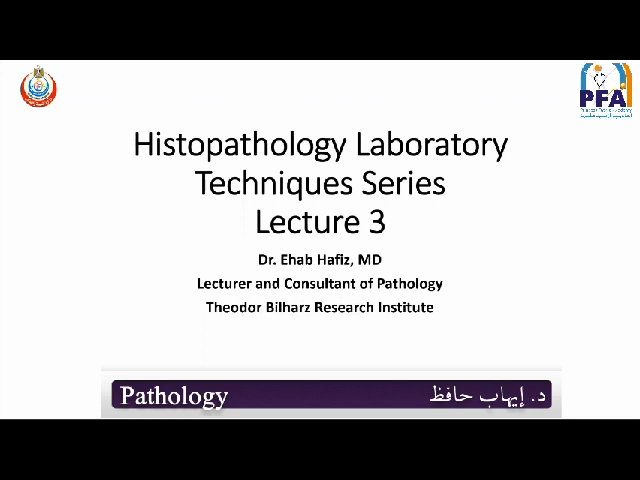 PFA
Histopathology Laboratory
Techniques Series
Lecture 3
Dr. Ehab Hafiz, MD
Lecturer and Consultant of Pathology
Theodor Bilharz Research Institute
Pathology د. إيهاب حافظ